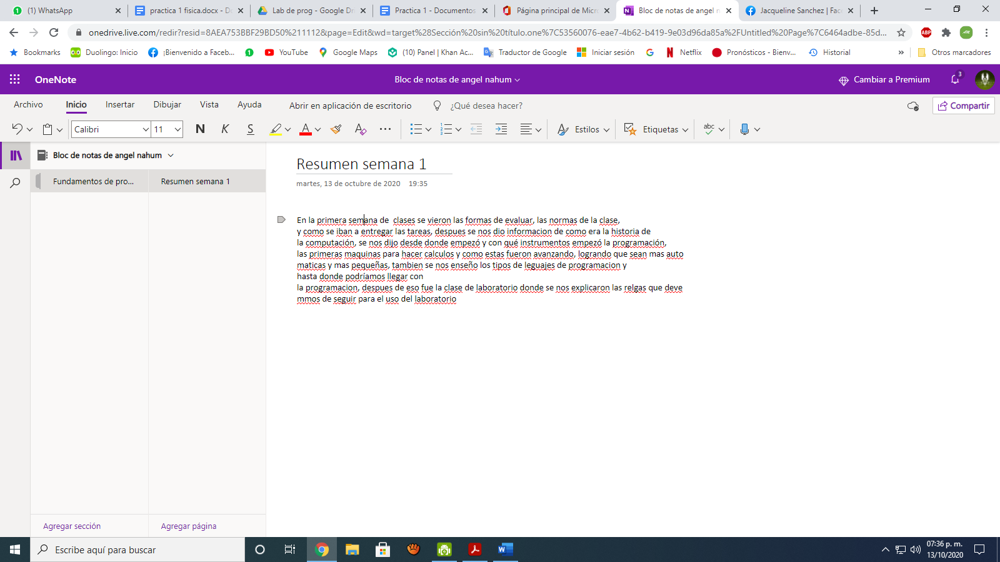 (1) WhatsApp
practica 1 fisica.docx - Do
Lab de prog - Google Dri
Practica 1 - Documentos
Página principal de Micro
Bloc de notas de angel n
Jacqueline Sanchez | Face
onedrive.live.com/redir?resid=8AEA753BBF29BD50%211112&page=Edit&wd=target%28Sección%20sin%20título.one%7C53560076-eae7-4b62-b419-9e03d96da85a%2FUntitled%20Page%7C6464adbe-85d...
ABP
Bookmarks
Duolingo: Inicio
¡Bienvenido a Faceb...
1
YouTube
Google Maps
(10) Panel | Khan Ac...
Traductor de Google
Iniciar sesión
Netflix
Pronósticos - Bienv...
Historial
»
Otros marcadores
OneNote
Bloc de notas de angel nahum
Cambiar a Premium
3
Archivo
Inicio
Insertar
Dibujar
Vista
Ayuda
Abrir en aplicación de escritorio
¿Qué desea hacer?
Compartir
Calibri
11
N
K
S
A
Estilos
Etiquetas
abc
Bloc de notas de angel nahum
Fundamentos de pro...
Resumen semana 1
Resumen semana 1
martes, 13 de octubre de 2020 19:35
En la primera semana de  clases se vieron las formas de evaluar, las normas de la clase,
y como se iban a entregar las tareas, despues se nos dio informacion de como era la historia de
la computación, se nos dijo desde donde empezó y con qué instrumentos empezó la programación,
las primeras maquinas para hacer calculos y como estas fueron avanzando, logrando que sean mas auto
maticas y mas pequeñas, tambien se nos enseño los tipos de leguajes de programacion y
hasta donde podríamos llegar con
la programacion, despues de eso fue la clase de laboratorio donde se nos explicaron las relgas que deve
mmos de seguir para el uso del laboratorio
Agregar sección
Agregar página
Escribe aquí para buscar
07:36 p. m.
13/10/2020